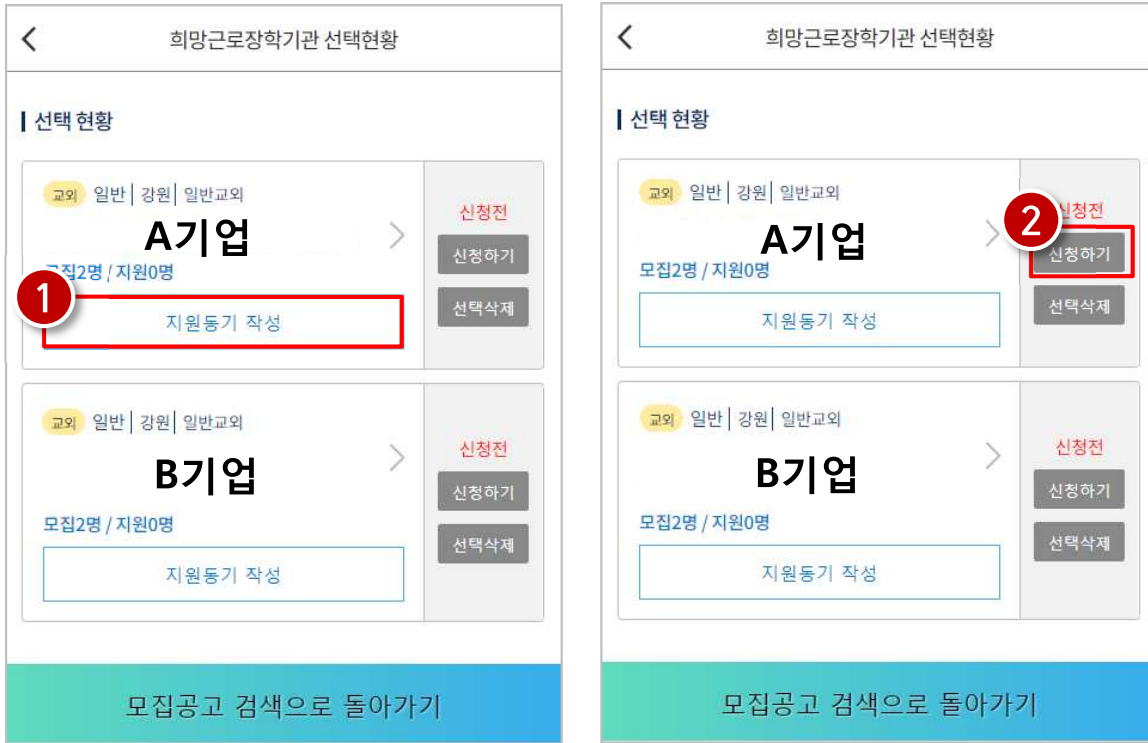 희망근로장학기관 선택현황
선택 현황
교외 일반 | 강원 | 일반교외
A기업
모집2명 / 지원0명
1
지원동기 작성
신청전
신청하기
선택삭제
교외 일반 | 강원 | 일반교외
B기업
모집2명 / 지원0명
지원동기 작성
신청전
신청하기
선택삭제
모집공고 검색으로 돌아가기
희망근로장학기관 선택현황
선택 현황
교외 일반 | 강원 | 일반교외
A기업
모집2명 / 지원0명
지원동기 작성
2
신청전
신청하기
선택삭제
교외 일반 | 강원 | 일반교외
B기업
모집2명 / 지원0명
지원동기 작성
신청전
신청하기
선택삭제
모집공고 검색으로 돌아가기